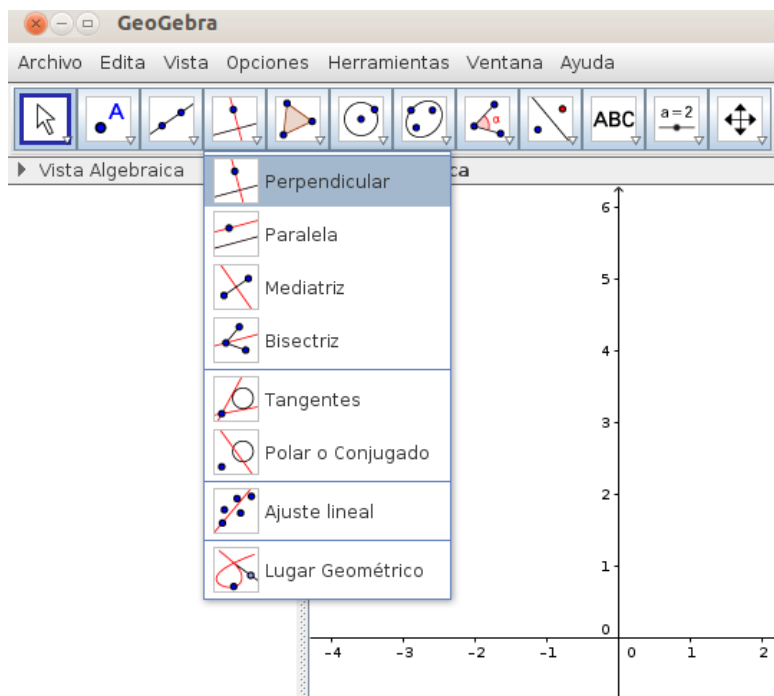 GeoGebra
Archivo Edita Vista Opciones Herramientas Ventana Ayuda
A α ABC a=2
Vista Algebraica ca
Perpendicular
Paralela
Mediatriz
Bisectriz
Tangentes
Polar o Conjugado
Ajuste lineal
Lugar Geométrico
6
5
4
3
2
1
0
-4 -3 -2 -1 0 1 2